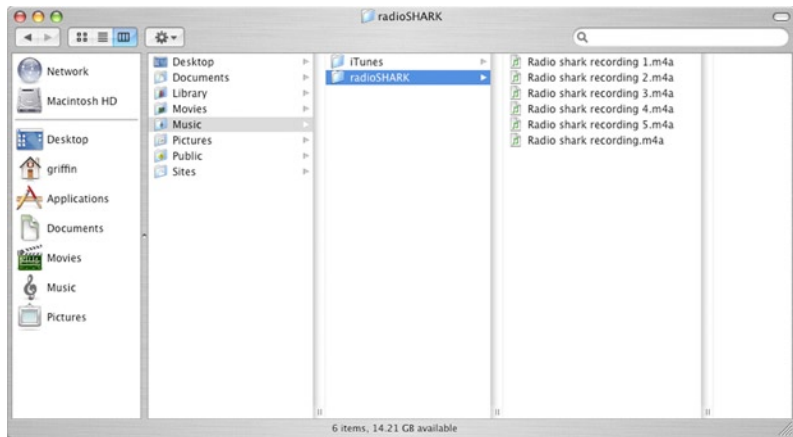 radioSHARK
Network
Macintosh HD
Desktop
griffin
Applications
Documents
Movies
Music
Pictures
Desktop
Documents
Library
Movies
Music
Pictures
Public
Sites
iTunes
radioSHARK
Radio shark recording 1.m4a
Radio shark recording 2.m4a
Radio shark recording 3.m4a
Radio shark recording 4.m4a
Radio shark recording 5.m4a
Radio shark recording.m4a
6 items, 14.21 GB available